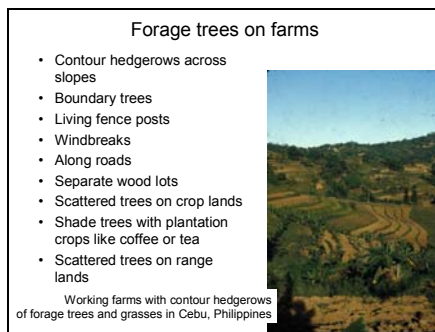 Forage trees on farms
• Contour hedgerows across
slopes
• Boundary trees
• Living fence posts
• Windbreaks
• Along roads
• Separate wood lots
• Scattered trees on crop lands
• Shade trees with plantation
crops like coffee or tea
• Scattered trees on range
lands
Working farms with contour hedgerows
of forage trees and grasses in Cebu, Philippines